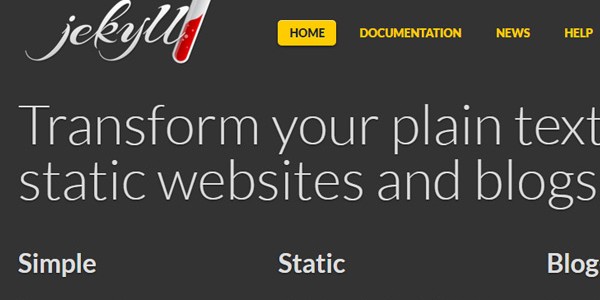 jekyll
HOME DOCUMENTATION NEWS HELP
Transform your plain text
static websites and blogs
Simple Static Blog